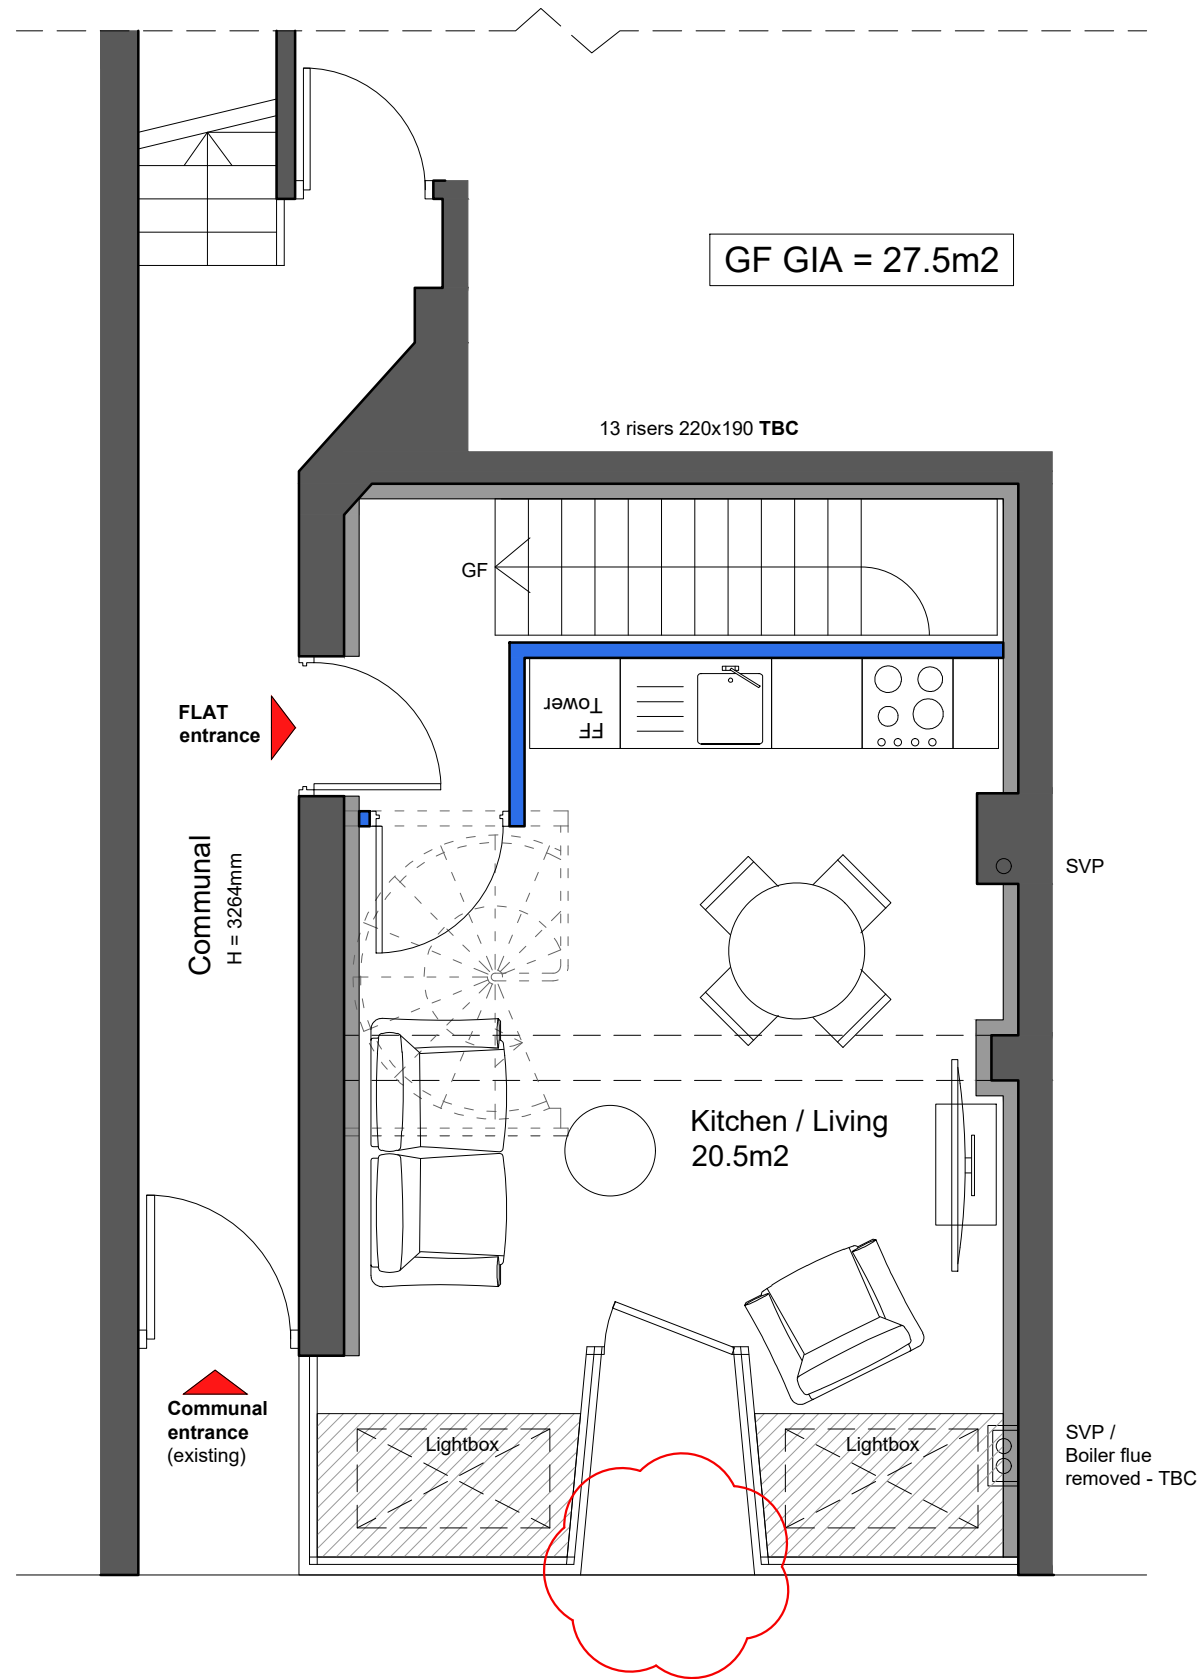 GF GIA = 27.5m2
13 risers 220x190 TBC
GF
FF
Tower
FLAT
entrance
Communal
H = 3264mm
SVP
Kitchen / Living
20.5m2
Communal
entrance
(existing)
Lightbox
Lightbox
SVP /
Boiler flue
removed - TBC